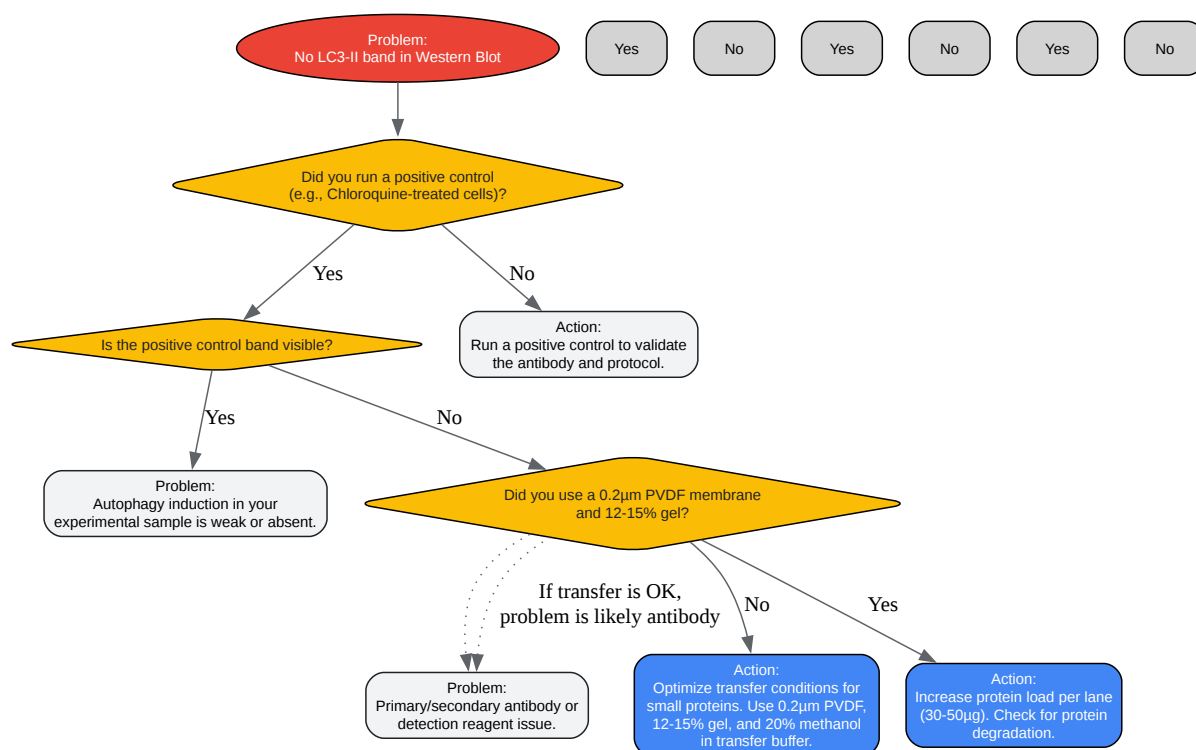 Problem:
No LC3-II band in Western Blot
Yes
No
Yes
No
Yes
No
Did you run a positive control
(e.g., Chloroquine-treated cells)?
Yes
No
Is the positive control band visible?
Action:
Run a positive control to validate
the antibody and protocol.
Yes
No
Problem:
Autophagy induction in your
experimental sample is weak or absent.
Did you use a 0.2µm PVDF membrane
and 12-15% gel?
If transfer is OK,
problem is likely antibody
No
Yes
Problem:
Primary/secondary antibody or
detection reagent issue.
Action:
Optimize transfer conditions for
small proteins. Use 0.2µm PVDF,
12-15% gel, and 20% methanol
in transfer buffer.
Action:
Increase protein load per lane
(30-50µg). Check for protein
degradation.